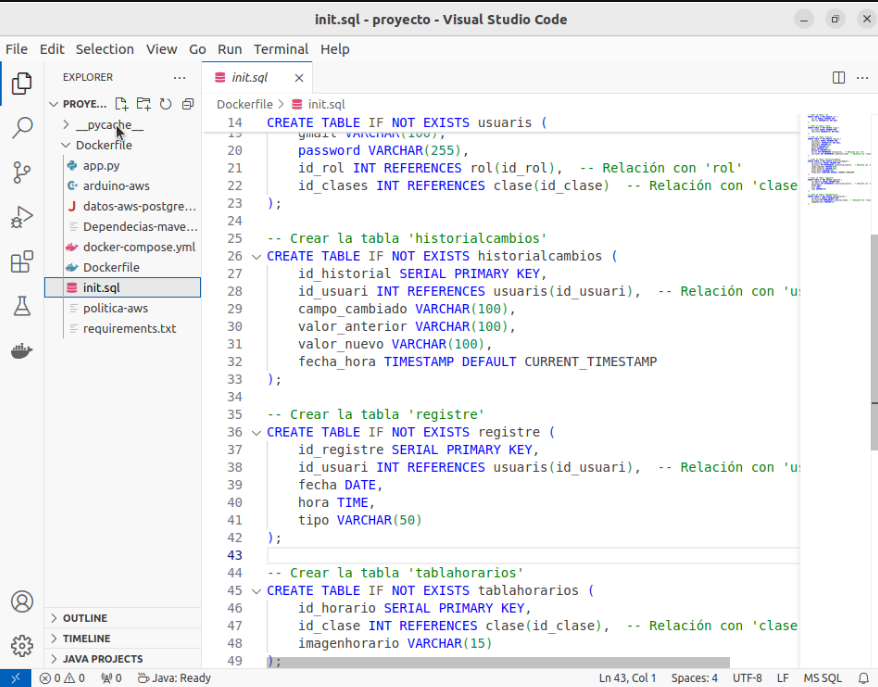 init.sql - proyecto - Visual Studio Code
File Edit Selection View Go Run Terminal Help
EXPLORER
PROYE...
__pycache__
Dockerfile
app.py
arduino-aws
datos-aws-postgre...
Dependecias-mave...
docker-compose.yml
Dockerfile
init.sql
politica-aws
requirements.txt
OUTLINE
TIMELINE
JAVA PROJECTS
init.sql
Dockerfile > init.sql
14 CREATE TABLE IF NOT EXISTS usuaris (
19 gmail VARCHAR(100),
20 password VARCHAR(255),
21 id_rol INT REFERENCES rol(id_rol), -- Relación con 'rol'
22 id_clases INT REFERENCES clase(id_clase) -- Relación con 'clase
23 );
24
25 -- Crear la tabla 'historialcambios'
26 CREATE TABLE IF NOT EXISTS historialcambios (
27 id_historial SERIAL PRIMARY KEY,
28 id_usuari INT REFERENCES usuaris(id_usuari), -- Relación con 'us
29 campo_cambiado VARCHAR(100),
30 valor_anterior VARCHAR(100),
31 valor_nuevo VARCHAR(100),
32 fecha_hora TIMESTAMP DEFAULT CURRENT_TIMESTAMP
33 );
34
35 -- Crear la tabla 'registre'
36 CREATE TABLE IF NOT EXISTS registre (
37 id_registre SERIAL PRIMARY KEY,
38 id_usuari INT REFERENCES usuaris(id_usuari), -- Relación con 'us
39 fecha DATE,
40 hora TIME,
41 tipo VARCHAR(50)
42 );
43
44 -- Crear la tabla 'tablahorarios'
45 CREATE TABLE IF NOT EXISTS tablahorarios (
46 id_horario SERIAL PRIMARY KEY,
47 id_clase INT REFERENCES clase(id_clase), -- Relación con 'clase
48 imagenhorario VARCHAR(15)
49 );
0 0 0 Java: Ready Ln 43, Col 1 Spaces: 4 UTF-8 LF MS SQL